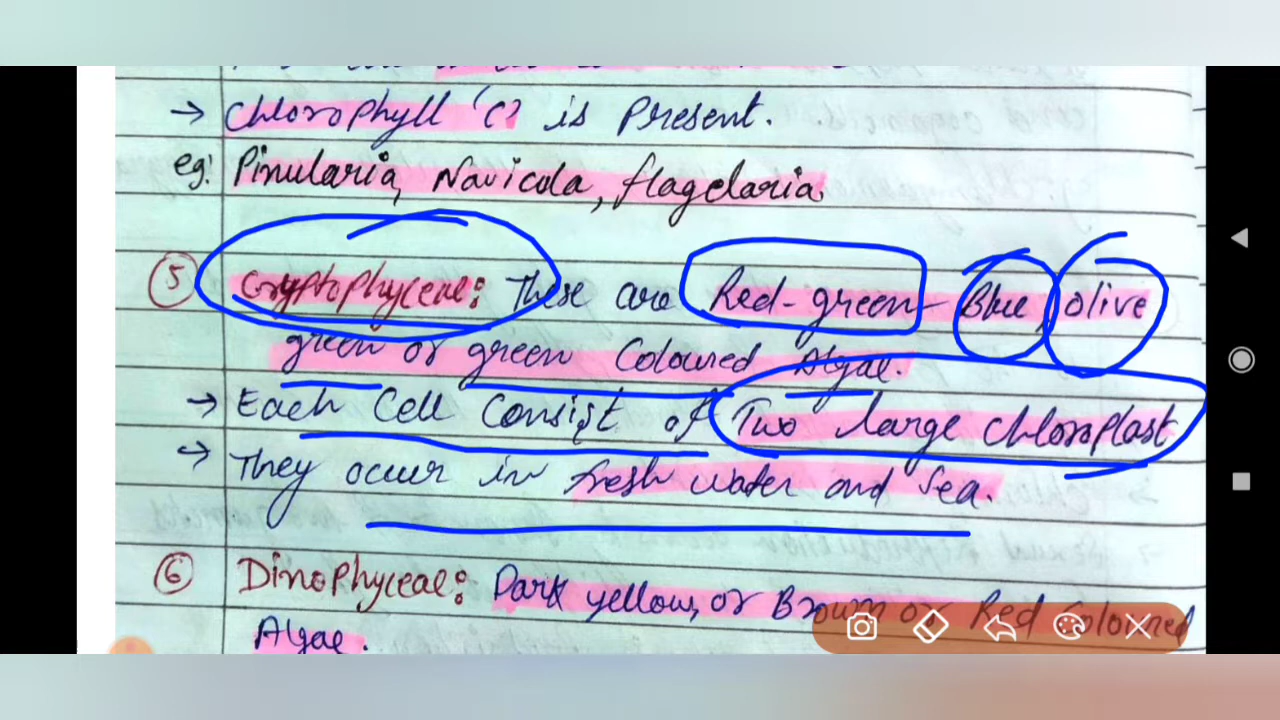 → Chlorophyll 'C' is Present.
eg: Pinularia, Navicola, flagelaria.
⑤ Cryptophyceae: These are Red-green - Blue, olive
green or green Coloured Algae.
→ Each Cell Consist of Two large chloroplast
→ They occur in fresh water and Sea.
⑥ Dinophyceae: Dark yellow, or Brown or Red Coloured
Algae.